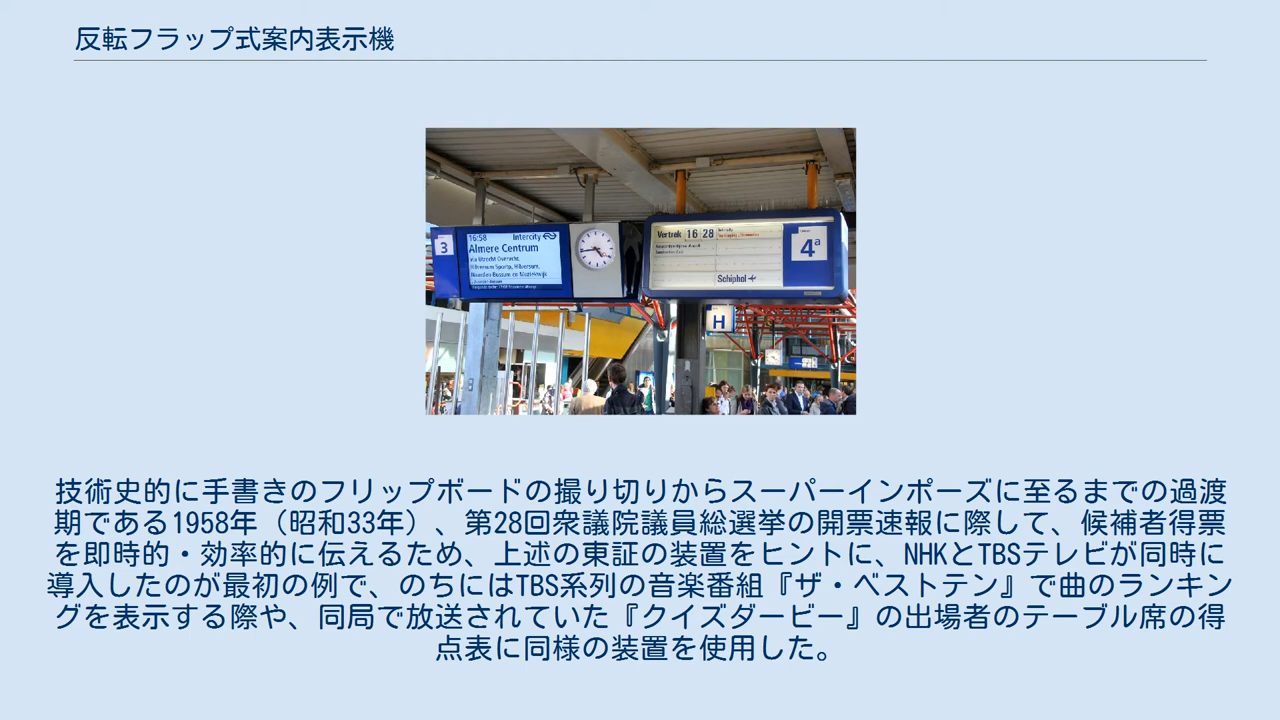 反転フラップ式案内表示機
3
16:58
Intercity
Almere Centrum
via Utrecht Overvecht,
Hilversum Sportp, Hilversum,
Naarden-Bussum en Muziekwijk
Vertrek 16 28
4a
Schiphol
H
技術史的に手書きのフリップボードの撮り切りからスーパーインポーズに至るまでの過渡
期である1958年（昭和33年）、第28回衆議院議員総選挙の開票速報に際して、候補者得票
を即時的・効率的に伝えるため、上述の東証の装置をヒントに、NHKとTBSテレビが同時に
導入したのが最初の例で、のちにはTBS系列の音楽番組『ザ・ベストテン』で曲のランキン
グを表示する際や、同局で放送されていた『クイズダービー』の出場者のテーブル席の得
点表に同様の装置を使用した。